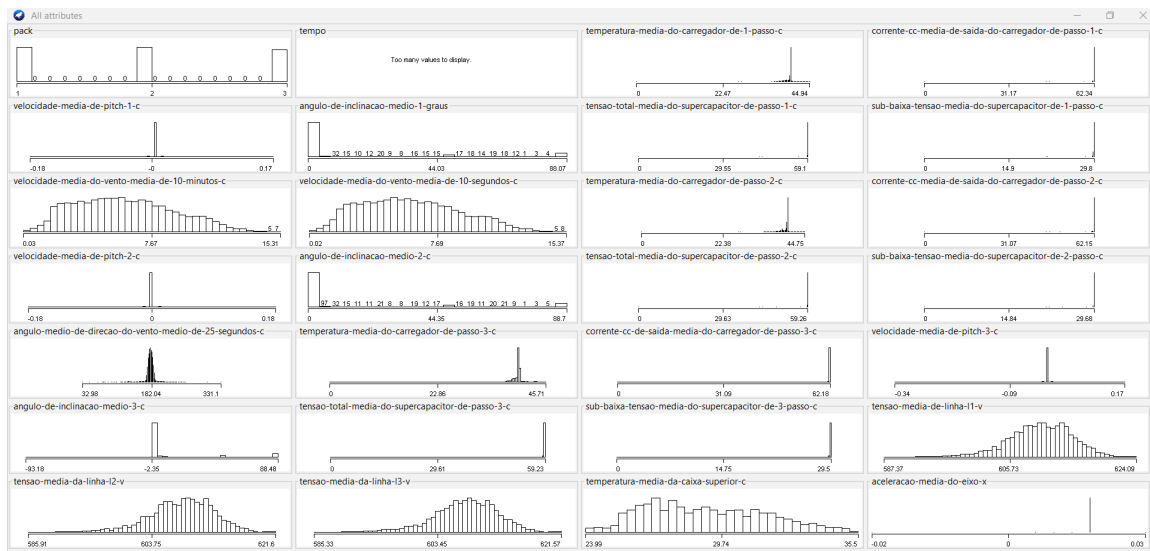 All attributes
pack
0 0 0 0 0 0 0 0 0 0 0 0 0 0
1 2 3
tempo
Too many values to display.
temperatura-media-do-carregador-de-1-passo-c
0 22.47 44.94
corrente-cc-media-de-saida-do-carregador-de-passo-1-c
0 31.17 62.34
velocidade-media-de-pitch-1-c
-0.18 -0 0.17
angulo-de-inclinacao-medio-1-graus
32 15 10 12 20 9 8 16 15 15 17 18 14 19 18 12 1 3 4
0 44.03 88.07
tensao-total-media-do-supercapacitor-de-passo-1-c
0 29.55 59.1
sub-baixa-tensao-media-do-supercapacitor-de-1-passo-c
0 14.9 29.8
velocidade-media-do-vento-media-de-10-minutos-c
5 7
0.03 7.67 15.31
velocidade-media-do-vento-media-de-10-segundos-c
5 8
0.02 7.69 15.37
temperatura-media-do-carregador-de-passo-2-c
0 22.38 44.75
corrente-cc-media-de-saida-do-carregador-de-passo-2-c
0 31.07 62.15
velocidade-media-de-pitch-2-c
-0.18 0 0.18
angulo-de-inclinacao-medio-2-c
97 32 15 11 11 21 8 8 19 12 17 16 19 11 20 21 9 1 3 5
0 44.35 88.7
tensao-total-media-do-supercapacitor-de-passo-2-c
0 29.63 59.26
sub-baixa-tensao-media-do-supercapacitor-de-2-passo-c
0 14.84 29.68
angulo-medio-de-direcao-do-vento-medio-de-25-segundos-c
32.98 182.04 331.1
temperatura-media-do-carregador-de-passo-3-c
0 22.86 45.71
corrente-cc-de-saida-media-do-carregador-de-passo-3-c
0 31.09 62.18
velocidade-media-de-pitch-3-c
-0.34 -0.09 0.17
angulo-de-inclinacao-medio-3-c
-93.18 -2.35 88.48
tensao-total-media-do-supercapacitor-de-passo-3-c
0 29.61 59.23
sub-baixa-tensao-media-do-supercapacitor-de-3-passo-c
0 14.75 29.5
tensao-media-de-linha-l1-v
587.37 605.73 624.09
tensao-media-da-linha-l2-v
585.91 603.75 621.6
tensao-media-da-linha-l3-v
585.33 603.45 621.57
temperatura-media-da-caixa-superior-c
23.99 29.74 35.5
aceleracao-media-do-eixo-x
-0.02 0 0.03